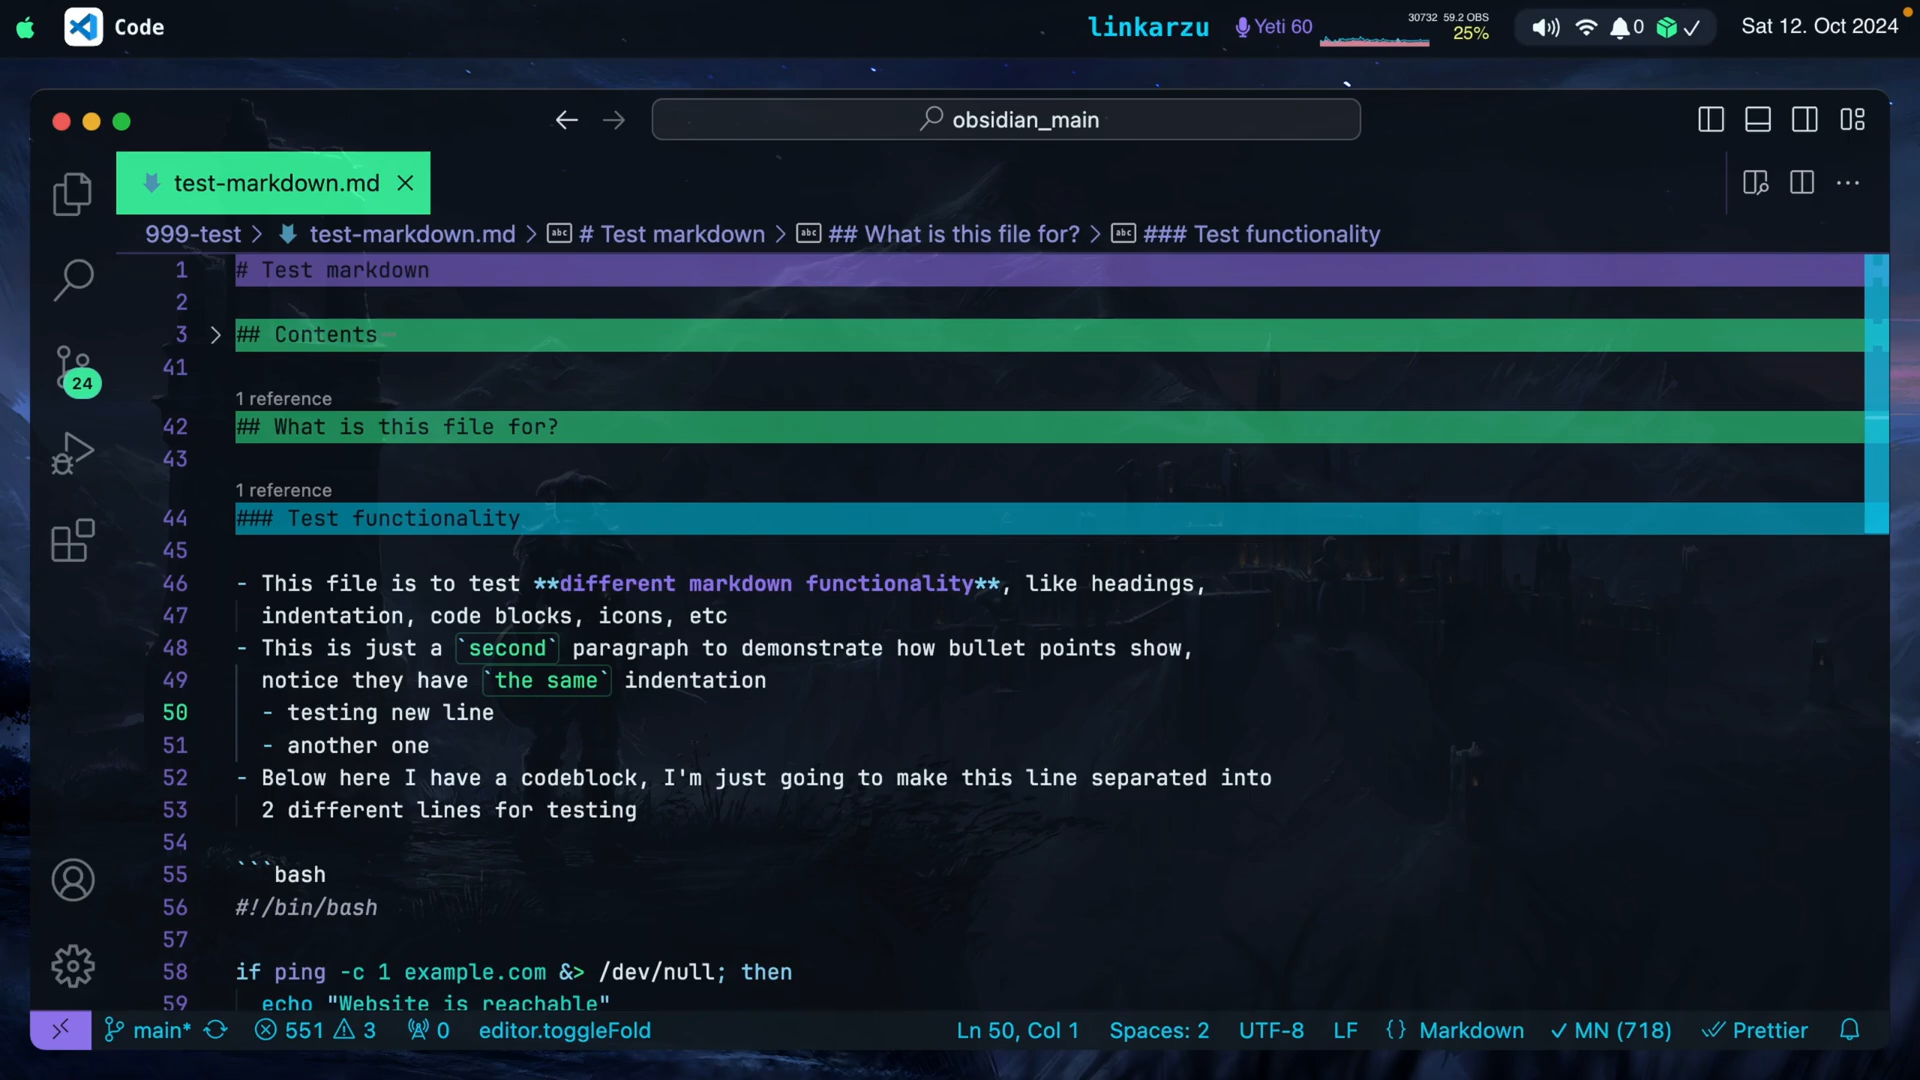 Code
linkarzu
Yeti 60
30732 59.2 OBS
25%
0
Sat 12. Oct 2024
obsidian_main
test-markdown.md
999-test > test-markdown.md > abc # Test markdown > abc ## What is this file for? > abc ### Test functionality
1 # Test markdown
2
3 ## Contents
41
1 reference
42 ## What is this file for?
43
1 reference
44 ### Test functionality
45
46 - This file is to test **different markdown functionality**, like headings,
47 indentation, code blocks, icons, etc
48 - This is just a `second` paragraph to demonstrate how bullet points show,
49 notice they have `the same` indentation
50 - testing new line
51 - another one
52 - Below here I have a codeblock, I'm just going to make this line separated into
53 2 different lines for testing
54
55 ```bash
56 #!/bin/bash
57
58 if ping -c 1 example.com &> /dev/null; then
59 echo "Website is reachable"
24
main* 551 3 0 editor.toggleFold Ln 50, Col 1 Spaces: 2 UTF-8 LF {} Markdown ✓ MN (718) Prettier